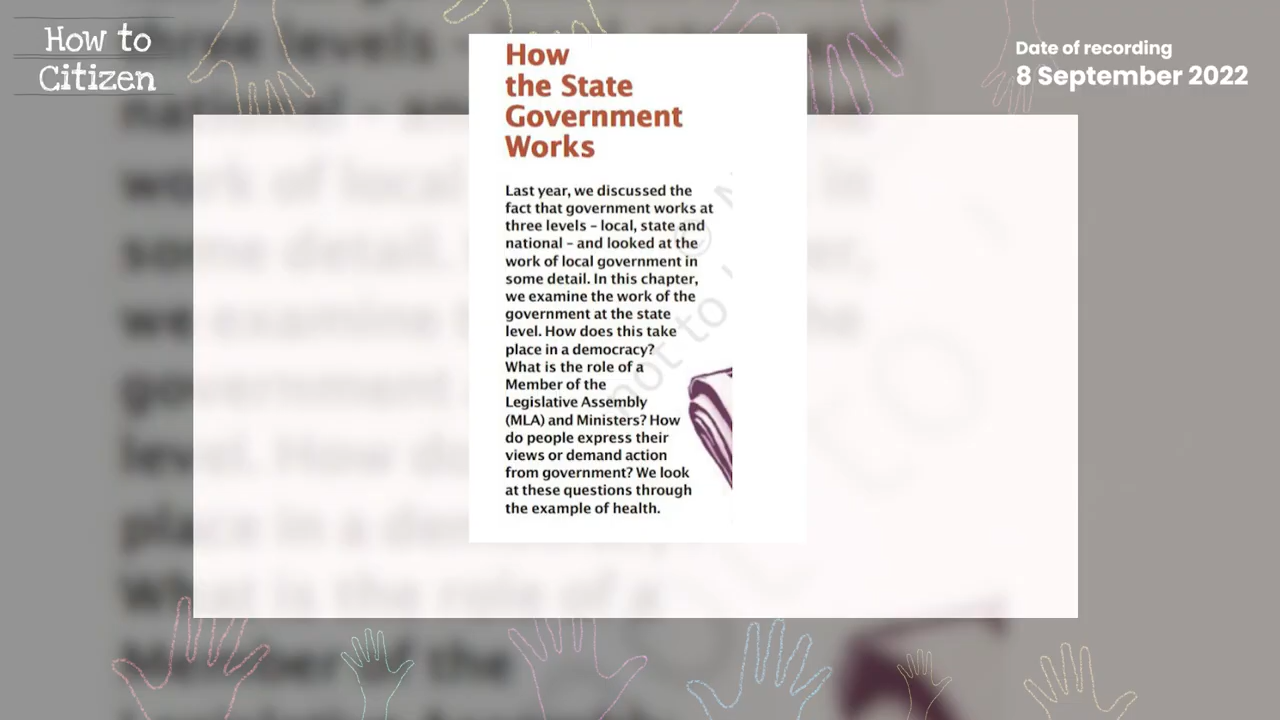 How to
Citizen
Date of recording
8 September 2022
How
the State
Government
Works
Last year, we discussed the
fact that government works at
three levels – local, state and
national – and looked at the
work of local government in
some detail. In this chapter,
we examine the work of the
government at the state
level. How does this take
place in a democracy?
What is the role of a
Member of the
Legislative Assembly
(MLA) and Ministers? How
do people express their
views or demand action
from government? We look
at these questions through
the example of health.
not to